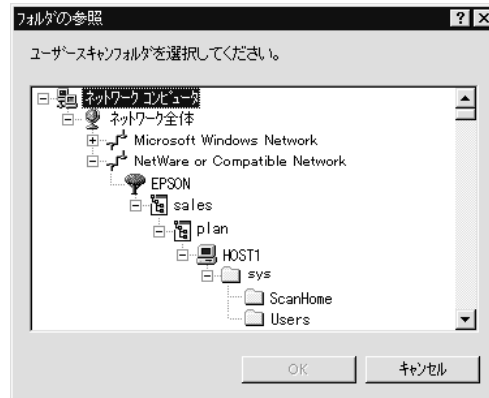 フォルダの参照
ユーザースキャンフォルダを選択してください。
ネットワーク コンピュータ
ネットワーク全体
Microsoft Windows Network
NetWare or Compatible Network
EPSON
sales
plan
HOST1
sys
ScanHome
Users
OK
キャンセル